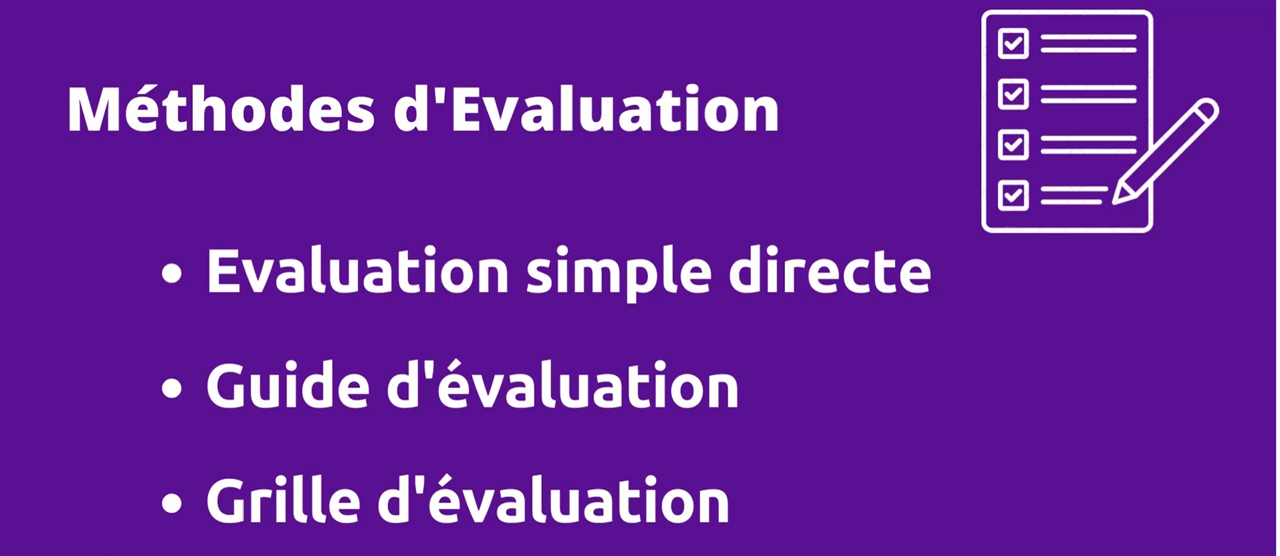 Méthodes d'Evaluation
• Evaluation simple directe
• Guide d'évaluation
• Grille d'évaluation